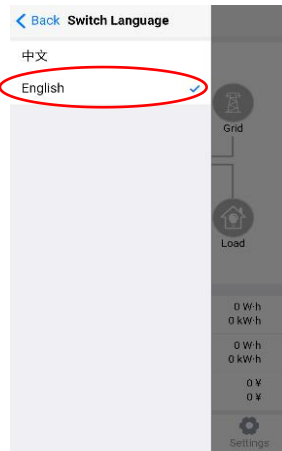 Back Switch Language
中文
English
Grid
Load
0 W·h
0 kW·h
0 W·h
0 kW·h
0 ¥
0 ¥
Settings